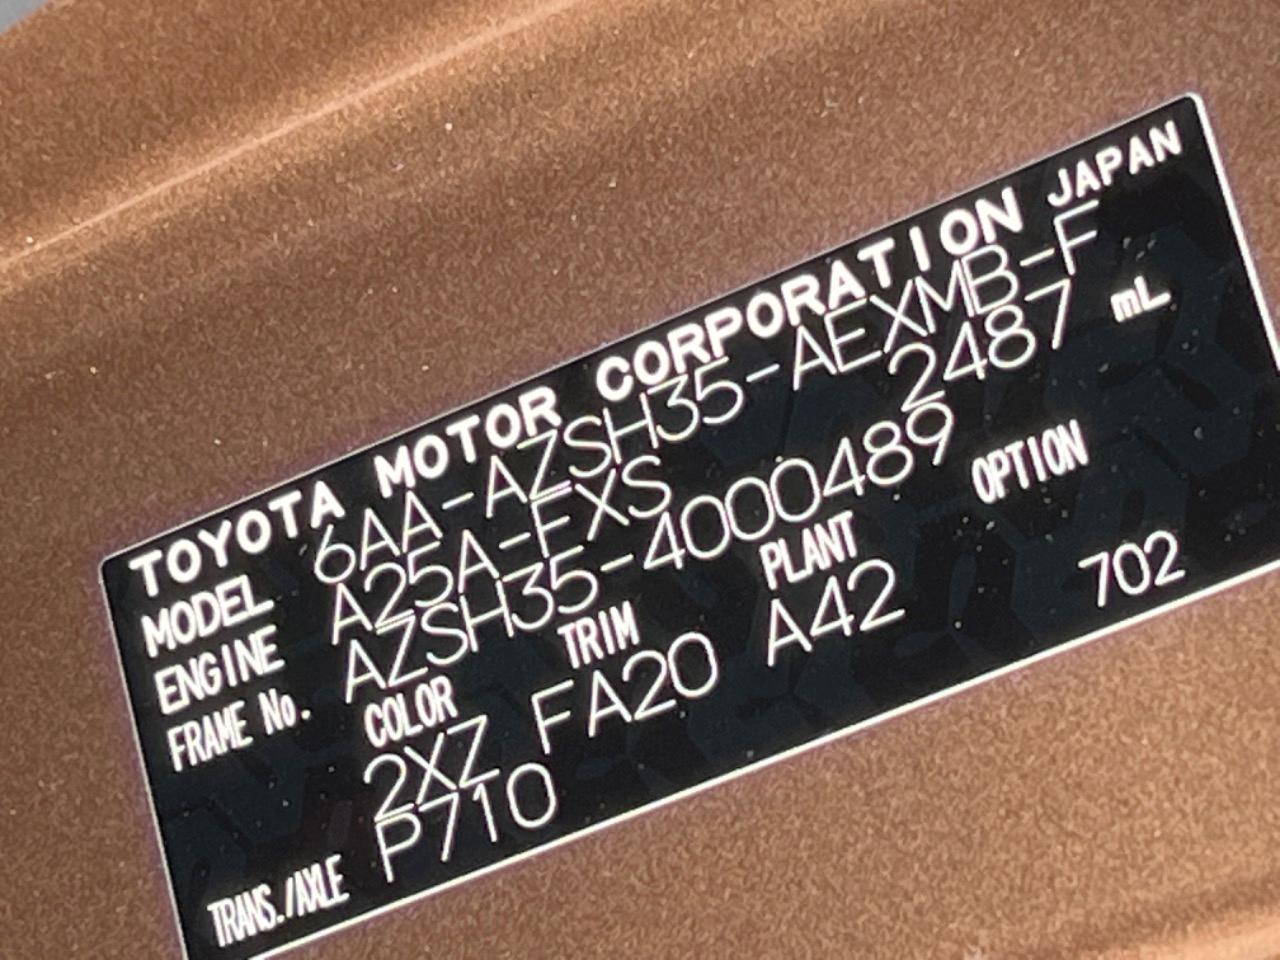 TOYOTA MOTOR CORPORATION JAPAN
MODEL 6AA-AZSH35-AEXMB-F
ENGINE A25A-FXS 2487 mL
FRAME No. AZSH35-4000489
COLOR TRIM PLANT OPTION
2XZ FA20 A42 702
TRANS./AXLE P710